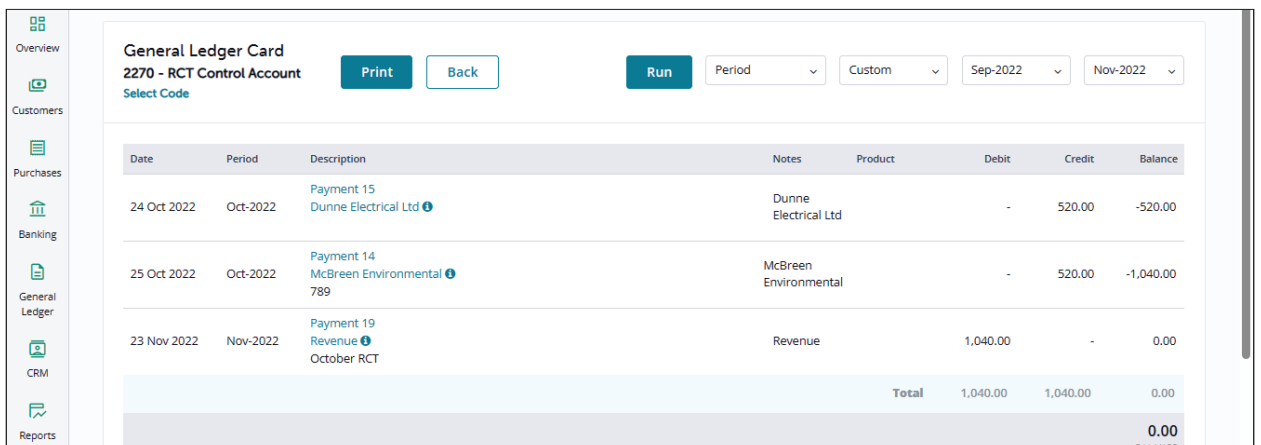 Overview
Customers
Purchases
Banking
General
Ledger
CRM
Reports
General Ledger Card
2270 - RCT Control Account
Select Code
Print
Back
Run
Period
Custom
Sep-2022
Nov-2022
Date Period Description Notes Product Debit Credit Balance
Payment 15
24 Oct 2022 Oct-2022 Dunne Electrical Ltd Dunne Electrical Ltd - 520.00 -520.00
Payment 14
25 Oct 2022 Oct-2022 McBreen Environmental McBreen Environmental - 520.00 -1,040.00
789
Payment 19
23 Nov 2022 Nov-2022 Revenue Revenue 1,040.00 - 0.00
October RCT
Total 1,040.00 1,040.00 0.00
0.00